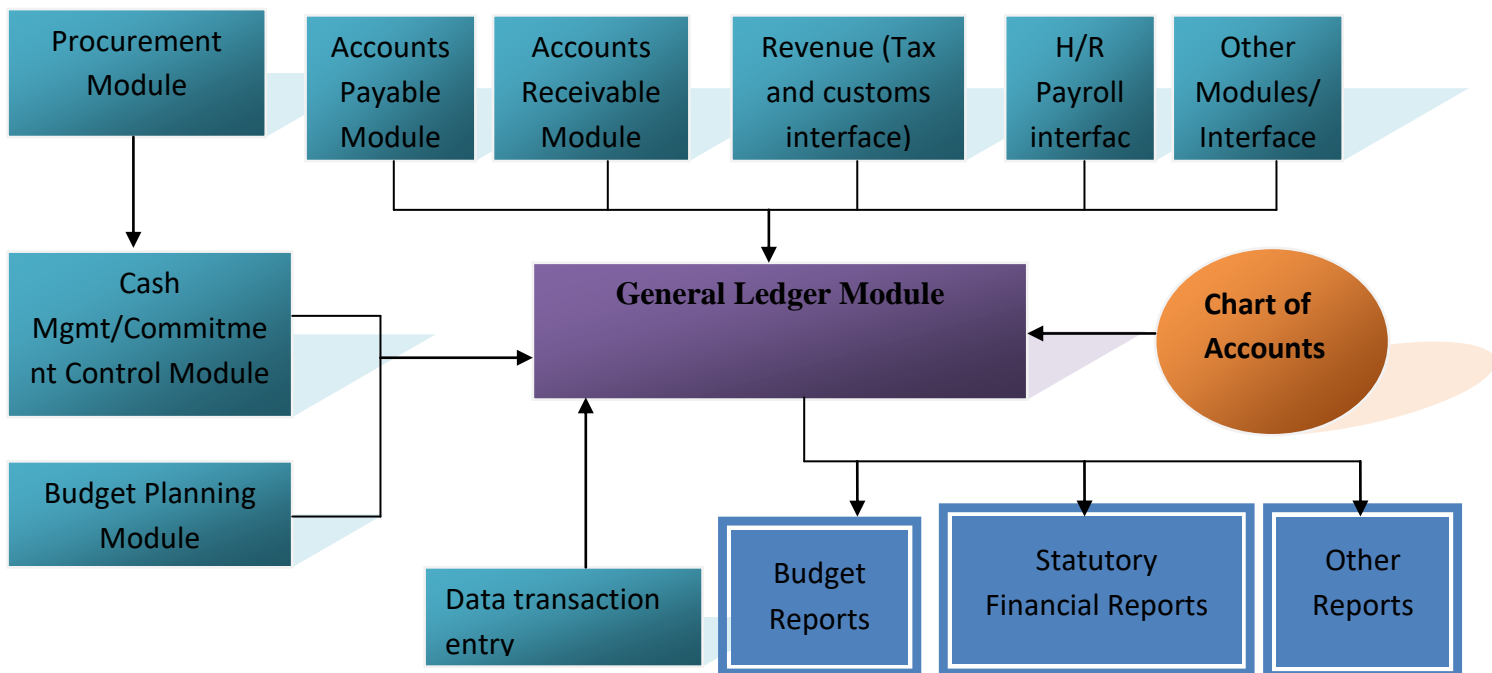 Procurement
Module
Accounts
Payable
Module
Accounts
Receivable
Module
Revenue (Tax
and customs
interface)
H/R
Payroll
interfac
Other
Modules/
Interface
Cash
Mgmt/Commitme
nt Control Module
General Ledger Module
Chart of
Accounts
Budget Planning
Module
Data transaction
entry
Budget
Reports
Statutory
Financial Reports
Other
Reports